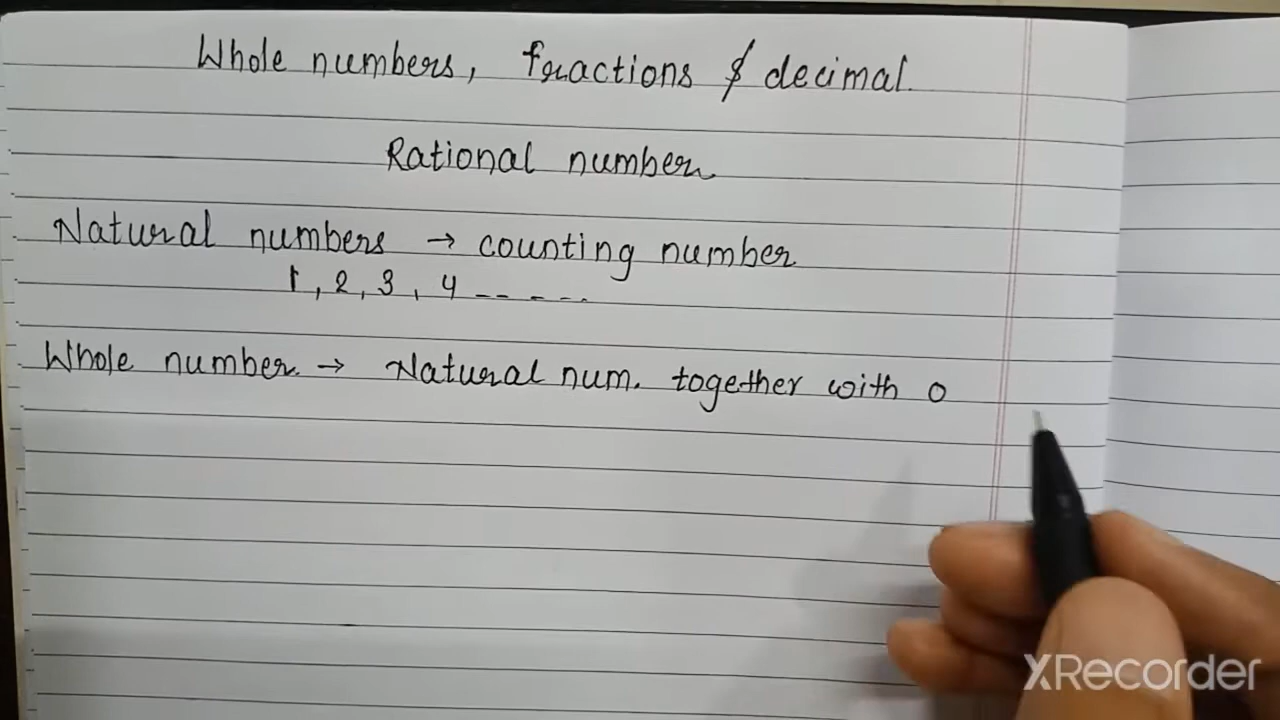 Whole numbers, fractions & decimal.
Rational number
Natural numbers → counting number
1, 2, 3, 4 -----
Whole number → Natural num. together with 0
XRecorder